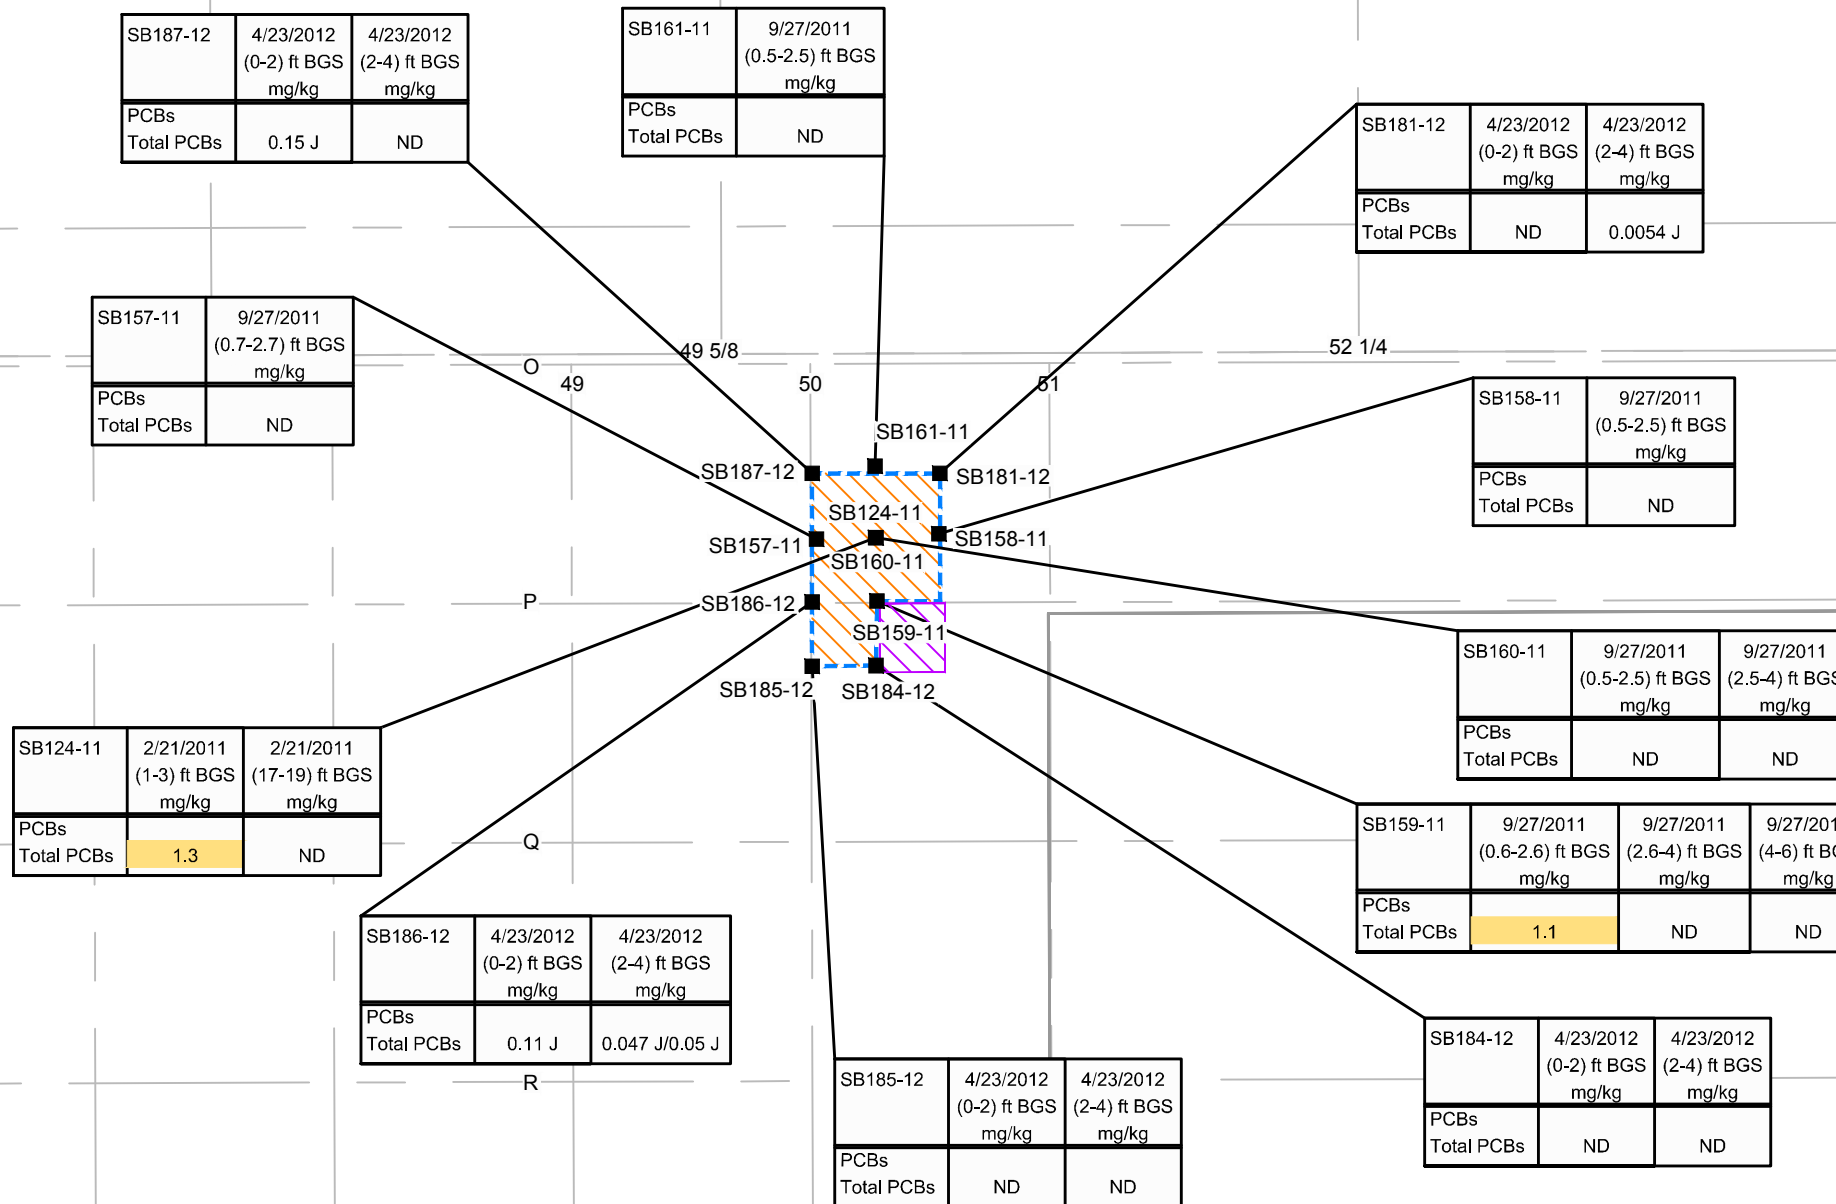 SB187-12 4/23/2012 4/23/2012
(0-2) ft BGS (2-4) ft BGS
mg/kg mg/kg
PCBs
Total PCBs 0.15 J ND
SB161-11 9/27/2011
(0.5-2.5) ft BGS
mg/kg
PCBs
Total PCBs ND
SB181-12 4/23/2012 4/23/2012
(0-2) ft BGS (2-4) ft BGS
mg/kg mg/kg
PCBs
Total PCBs ND 0.0054 J
SB157-11 9/27/2011
(0.7-2.7) ft BGS
mg/kg
PCBs
Total PCBs ND
49 5/8 52 1/4
O
49 50 51
SB158-11 9/27/2011
(0.5-2.5) ft BGS
mg/kg
PCBs
Total PCBs ND
SB161-11
SB187-12 SB181-12
SB124-11
SB157-11 SB158-11
SB160-11
P SB186-12
SB159-11
SB185-12 SB184-12
SB160-11 9/27/2011 9/27/2011
(0.5-2.5) ft BGS (2.5-4) ft BGS
mg/kg mg/kg
PCBs
Total PCBs ND ND
SB124-11 2/21/2011 2/21/2011
(1-3) ft BGS (17-19) ft BGS
mg/kg mg/kg
PCBs
Total PCBs 1.3 ND
SB159-11 9/27/2011 9/27/201
(0.6-2.6) ft BGS (2.6-4) ft BGS (4-6) ft
mg/kg mg/kg mg/kg
PCBs
Total PCBs 1.1 ND ND
Q
SB186-12 4/23/2012 4/23/2012
(0-2) ft BGS (2-4) ft BGS
mg/kg mg/kg
PCBs
Total PCBs 0.11 J 0.047 J/0.05 J
R
SB185-12 4/23/2012 4/23/2012
(0-2) ft BGS (2-4) ft BGS
mg/kg mg/kg
PCBs
Total PCBs ND ND
SB184-12 4/23/2012 4/23/2012
(0-2) ft BGS (2-4) ft BGS
mg/kg mg/kg
PCBs
Total PCBs ND ND